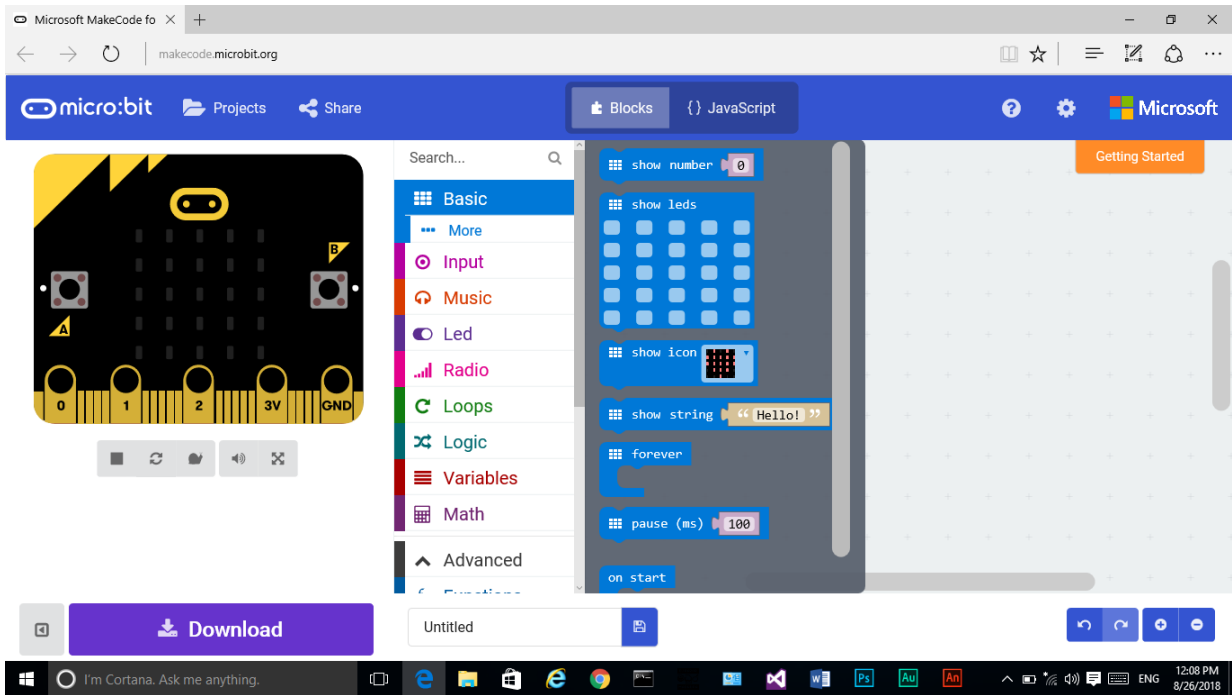 Microsoft MakeCode fo
makecode.microbit.org
micro:bit Projects Share Blocks {} JavaScript Microsoft
Getting Started
Search...
Basic
More
Input
Music
Led
Radio
Loops
Logic
Variables
Math
Advanced
show number 0
show leds
show icon
show string “ Hello! ”
forever
pause (ms) 100
on start
B
A
0 1 2 3V GND
Download
Untitled
I'm Cortana. Ask me anything.
Ps Au An
ENG
12:08 PM
8/26/2018